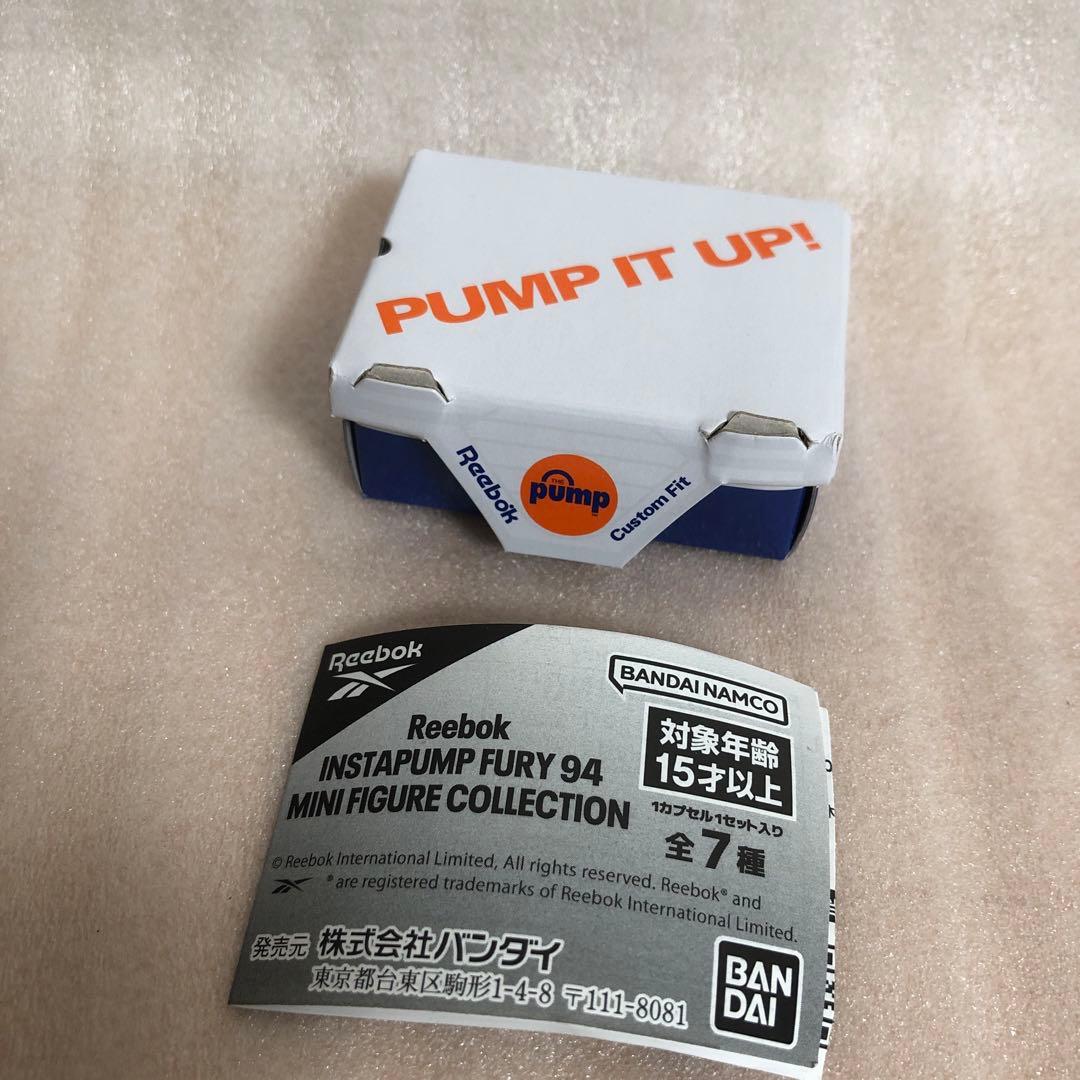 PUMP IT UP!
Reebok
THE
pump
Custom Fit
Reebok
BANDAI NAMCO
Reebok
INSTAPUMP FURY 94
MINI FIGURE COLLECTION
対象年齢
15才以上
1カプセル1セット入り
全7種
© Reebok International Limited, All rights reserved. Reebok® and
® are registered trademarks of Reebok International Limited.
発売元 株式会社バンダイ
東京都台東区駒形1-4-8 〒111-8081
BAN
DAI